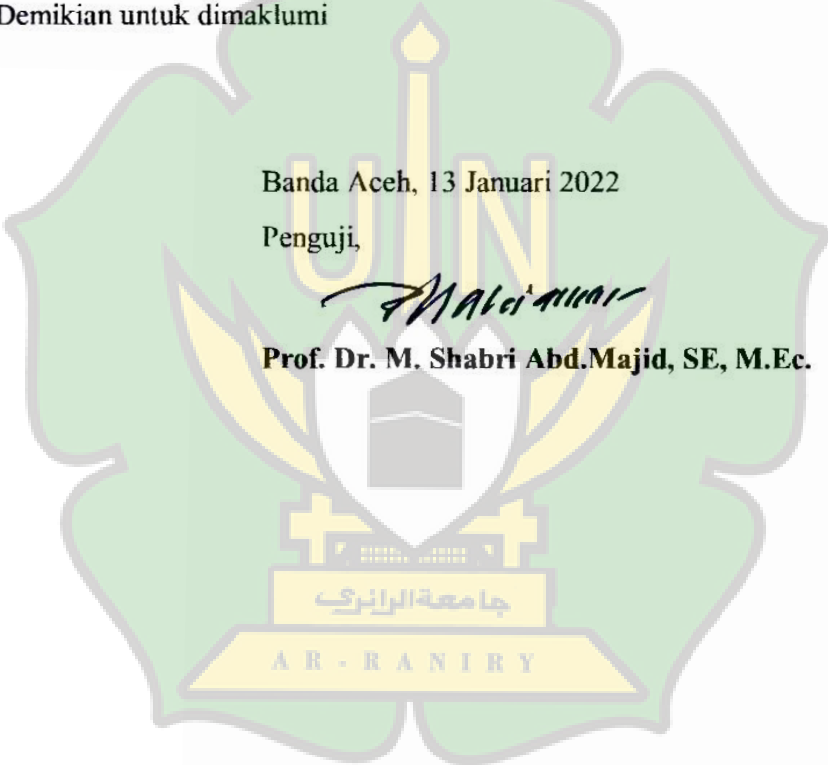 Demikian untuk dimaklumi
UIN
Banda Aceh, 13 Januari 2022
Penguji,
Prof. Dr. M. Shabri Abd.Majid, SE, M.Ec.
جامعة الرانري
AR-RANIRY